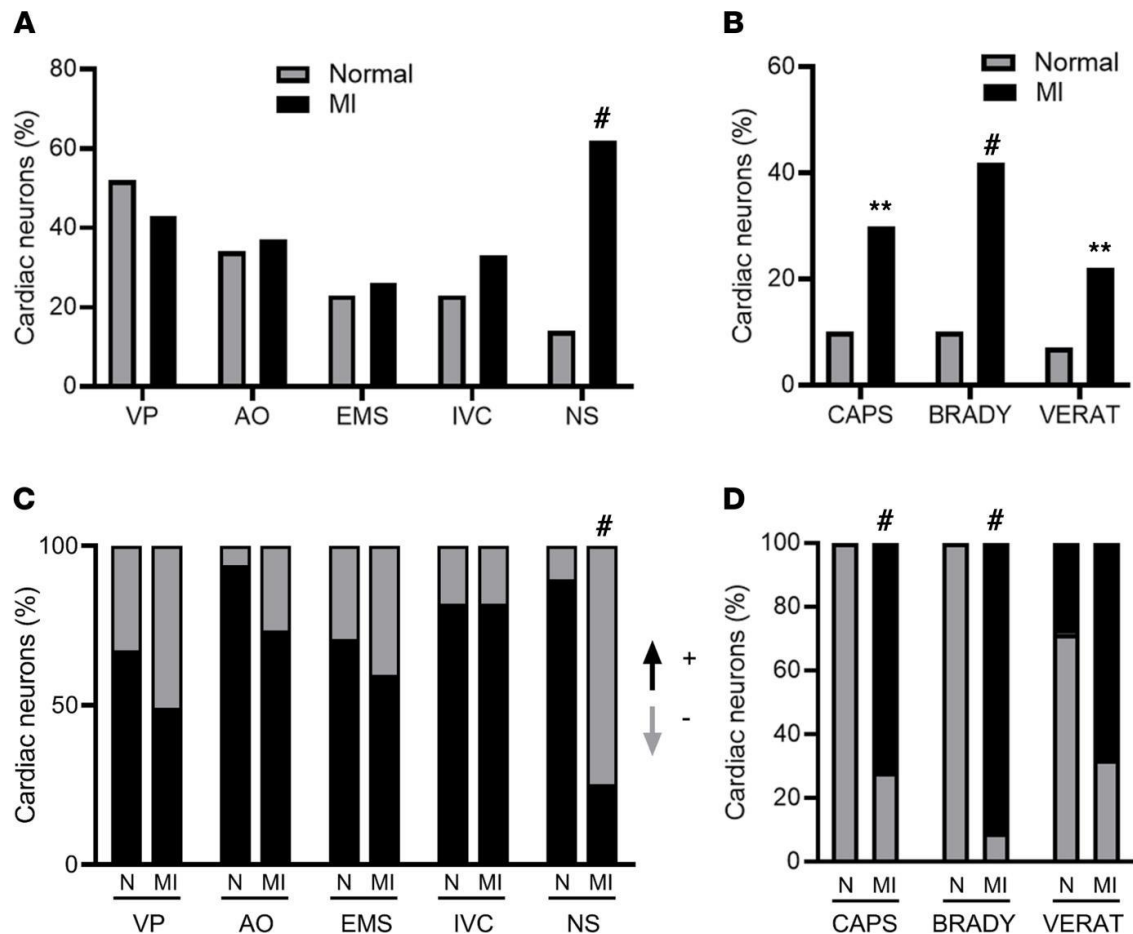 A
Cardiac neurons (%)
80
60
40
20
0
Normal
MI
#
VP AO EMS IVC NS
B
Cardiac neurons (%)
60
40
20
0
Normal
MI
** # **
CAPS BRADY VERAT
C
Cardiac neurons (%)
100
50
0
#
N MI N MI N MI N MI N MI
VP AO EMS IVC NS
+
-
D
Cardiac neurons (%)
100
80
60
40
20
0
# #
N MI N MI N MI
CAPS BRADY VERAT